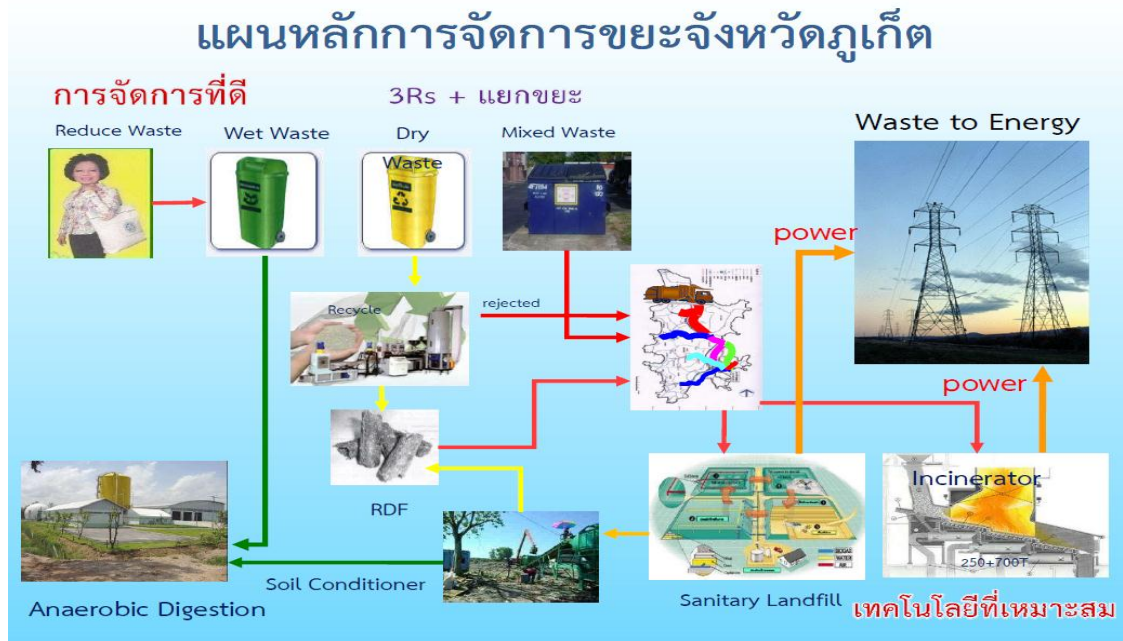 แผนหลักการจัดการขยะจังหวัดภูเก็ต
การจัดการที่ดี
3Rs + แยกขยะ
Reduce Waste
Wet Waste
Dry
Waste
Mixed Waste
Waste to Energy
power
Recycle
rejected
power
RDF
Incinerator
250+700T
Soil Conditioner
Anaerobic Digestion
Sanitary Landfill
เทคโนโลยีที่เหมาะสม
BIOGAS
WATER
AIR